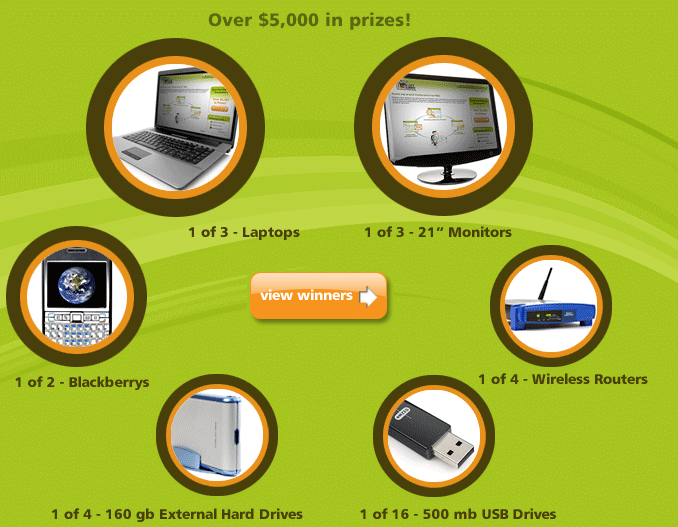 Over $5,000 in prizes!
1 of 3 - Laptops
1 of 3 - 21” Monitors
view winners
1 of 2 - Blackberrys
1 of 4 - Wireless Routers
1 of 4 - 160 gb External Hard Drives
1 of 16 - 500 mb USB Drives